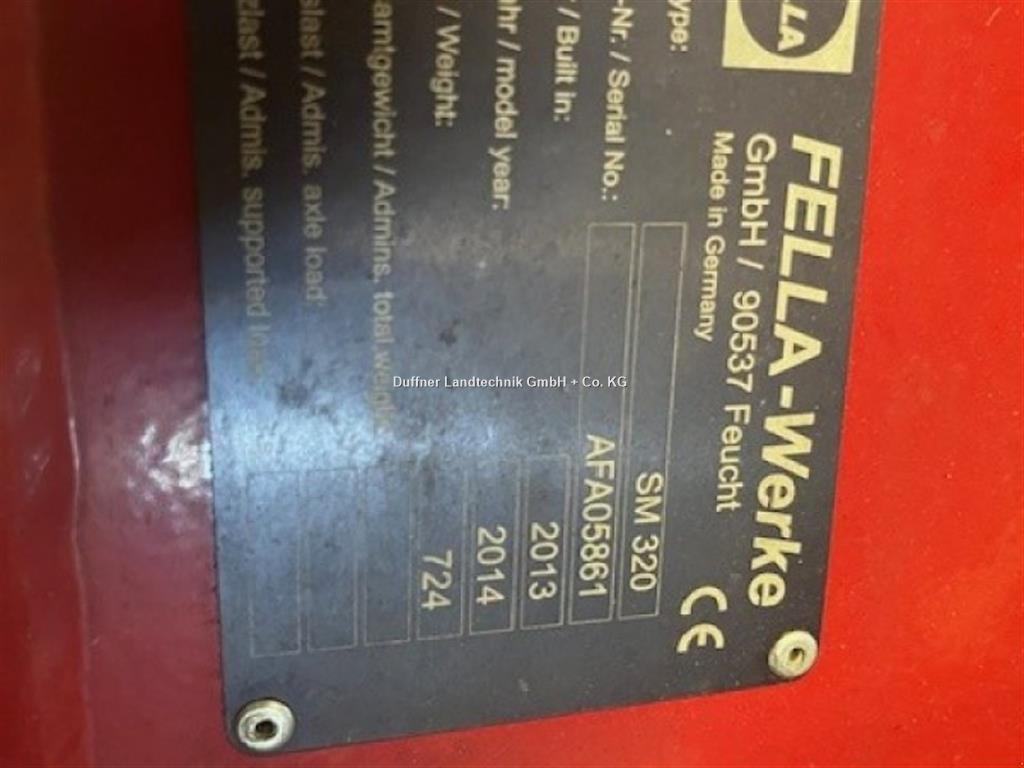 LLA
FELLA-Werke
GmbH / 90537 Feucht
Made in Germany
CE
ype:
SM 320
-Nr. / Serial No.:
AFA05861
/ Built in:
2013
ahr / model year:
2014
/ Weight:
724
amtgewicht / Admins. total weight:
slast / Admis. axle load:
zlast / Admis. supported
Duffner Landtechnik GmbH + Co. KG